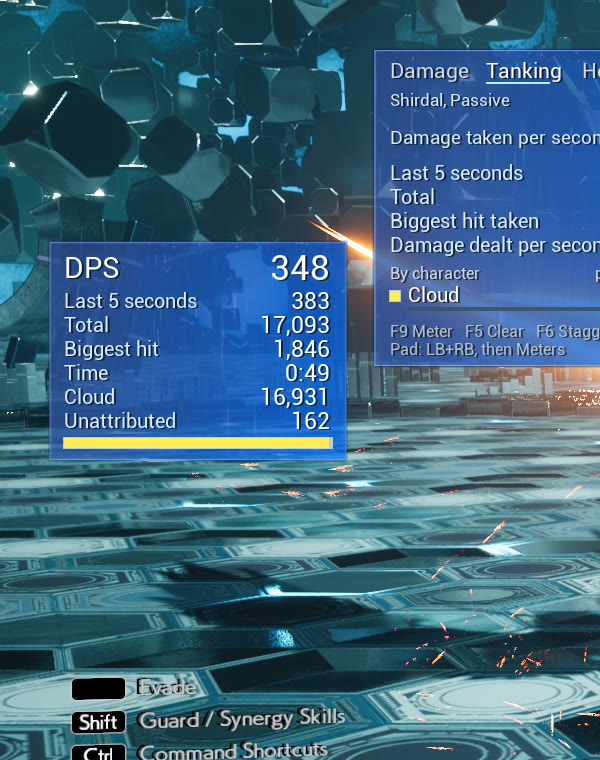 Damage Tanking
Shirdal, Passive
Damage taken per secon
Last 5 seconds
Total
Biggest hit taken
Damage dealt per secon
By character
Cloud
F9 Meter F5 Clear F6 Stagg
Pad: LB+RB, then Meters
DPS 348
Last 5 seconds 383
Total 17,093
Biggest hit 1,846
Time 0:49
Cloud 16,931
Unattributed 162
Evade
Shift Guard / Synergy Skills
Ctrl Command Shortcuts